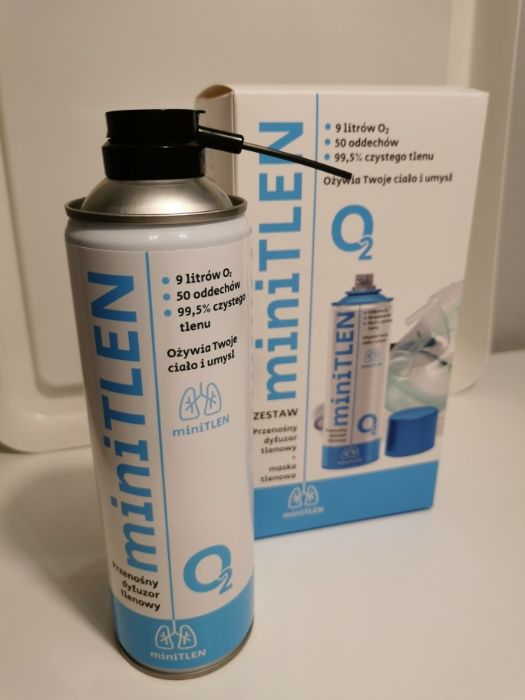 miniTLEN
9 litrów O₂
50 oddechów
99,5% czystego
tlenu
Ożywia Twoje
ciało i umysł
miniTLEN
O₂
Przenośny
dyfuzor
tlenowy
miniTLEN
miniTLEN
9 litrów O₂
50 oddechów
99,5% czystego tlenu
Ożywia Twoje ciało i umysł
O₂
ZESTAW
Przenośny
dyfuzor
tlenowy
+
maska
tlenowa
miniTLEN
miniTLEN
O₂